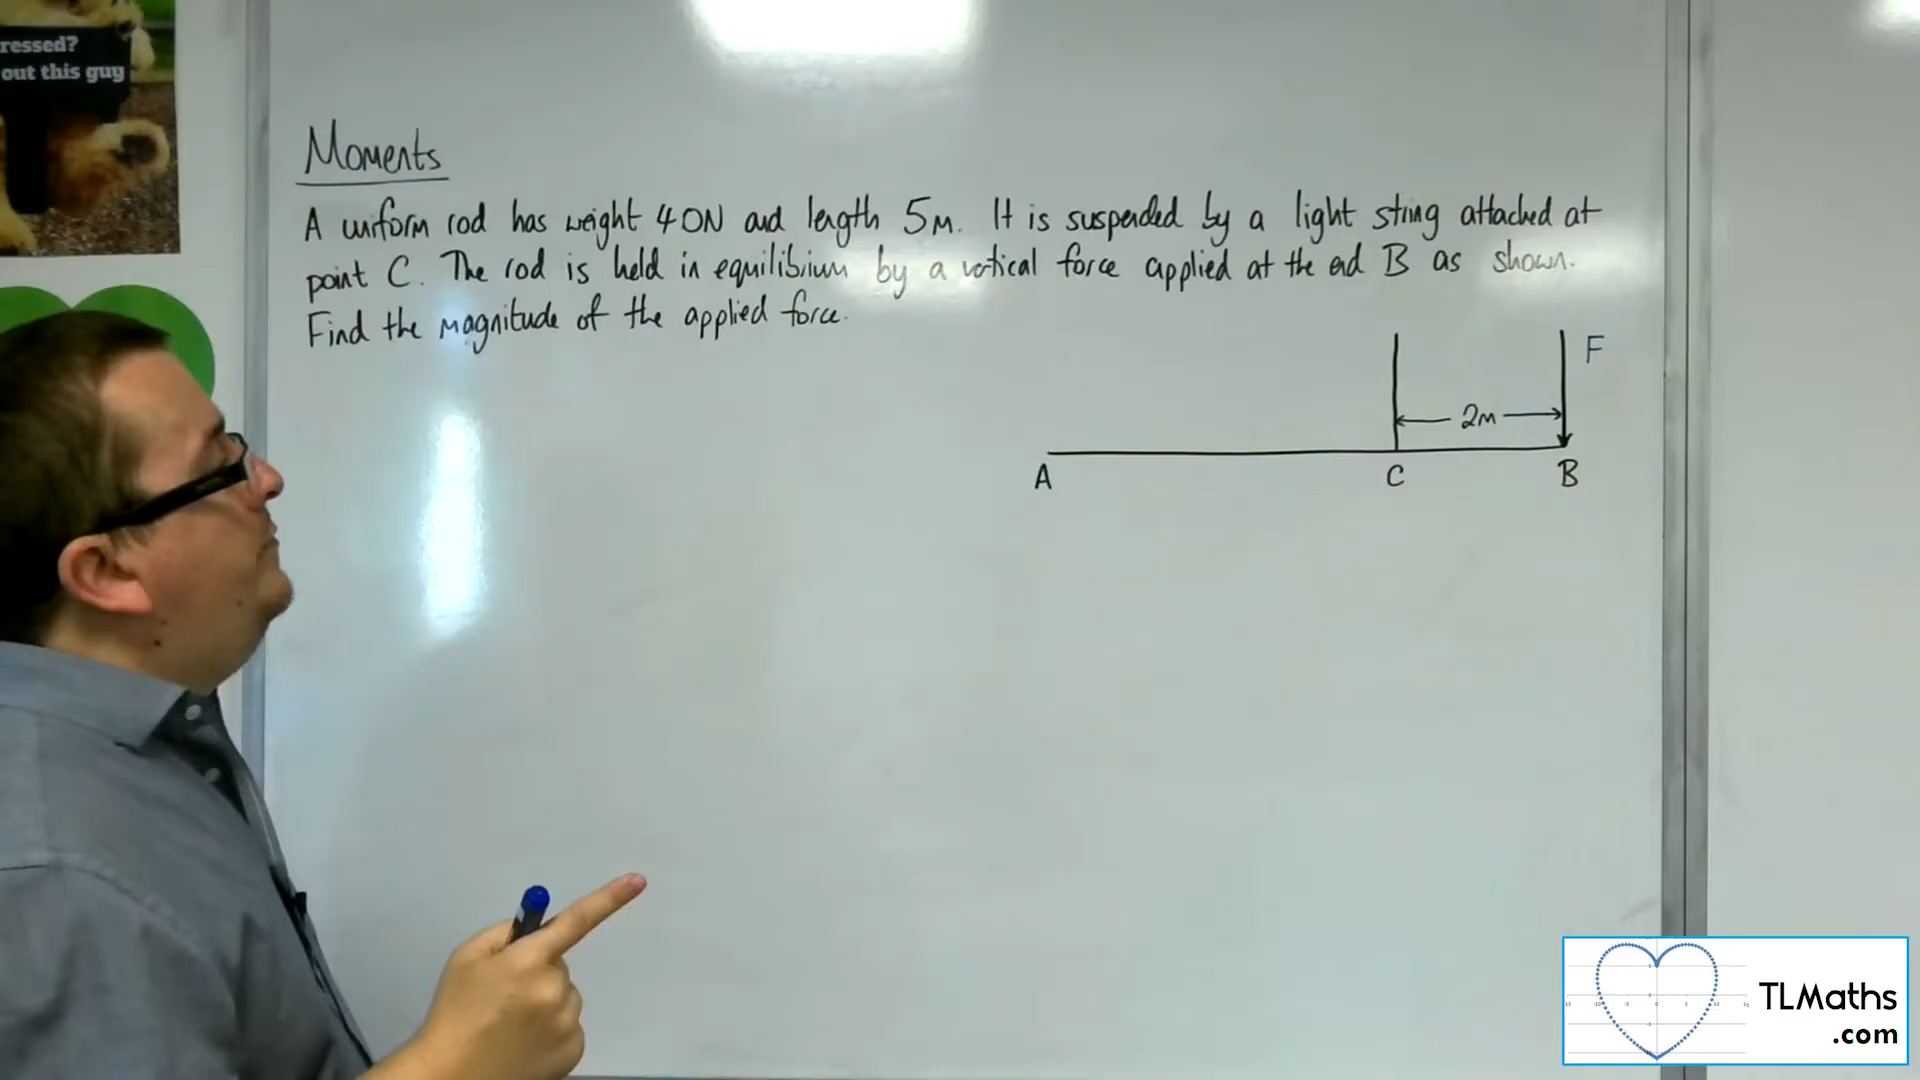 ressed?
out this guy
Moments
A uniform rod has weight 40N and length 5m. It is suspended by a light string attached at
point C. The rod is held in equilibrium by a vertical force applied at the end B as shown.
Find the magnitude of the applied force.
F
2m
A
C
B
TLMaths
.com